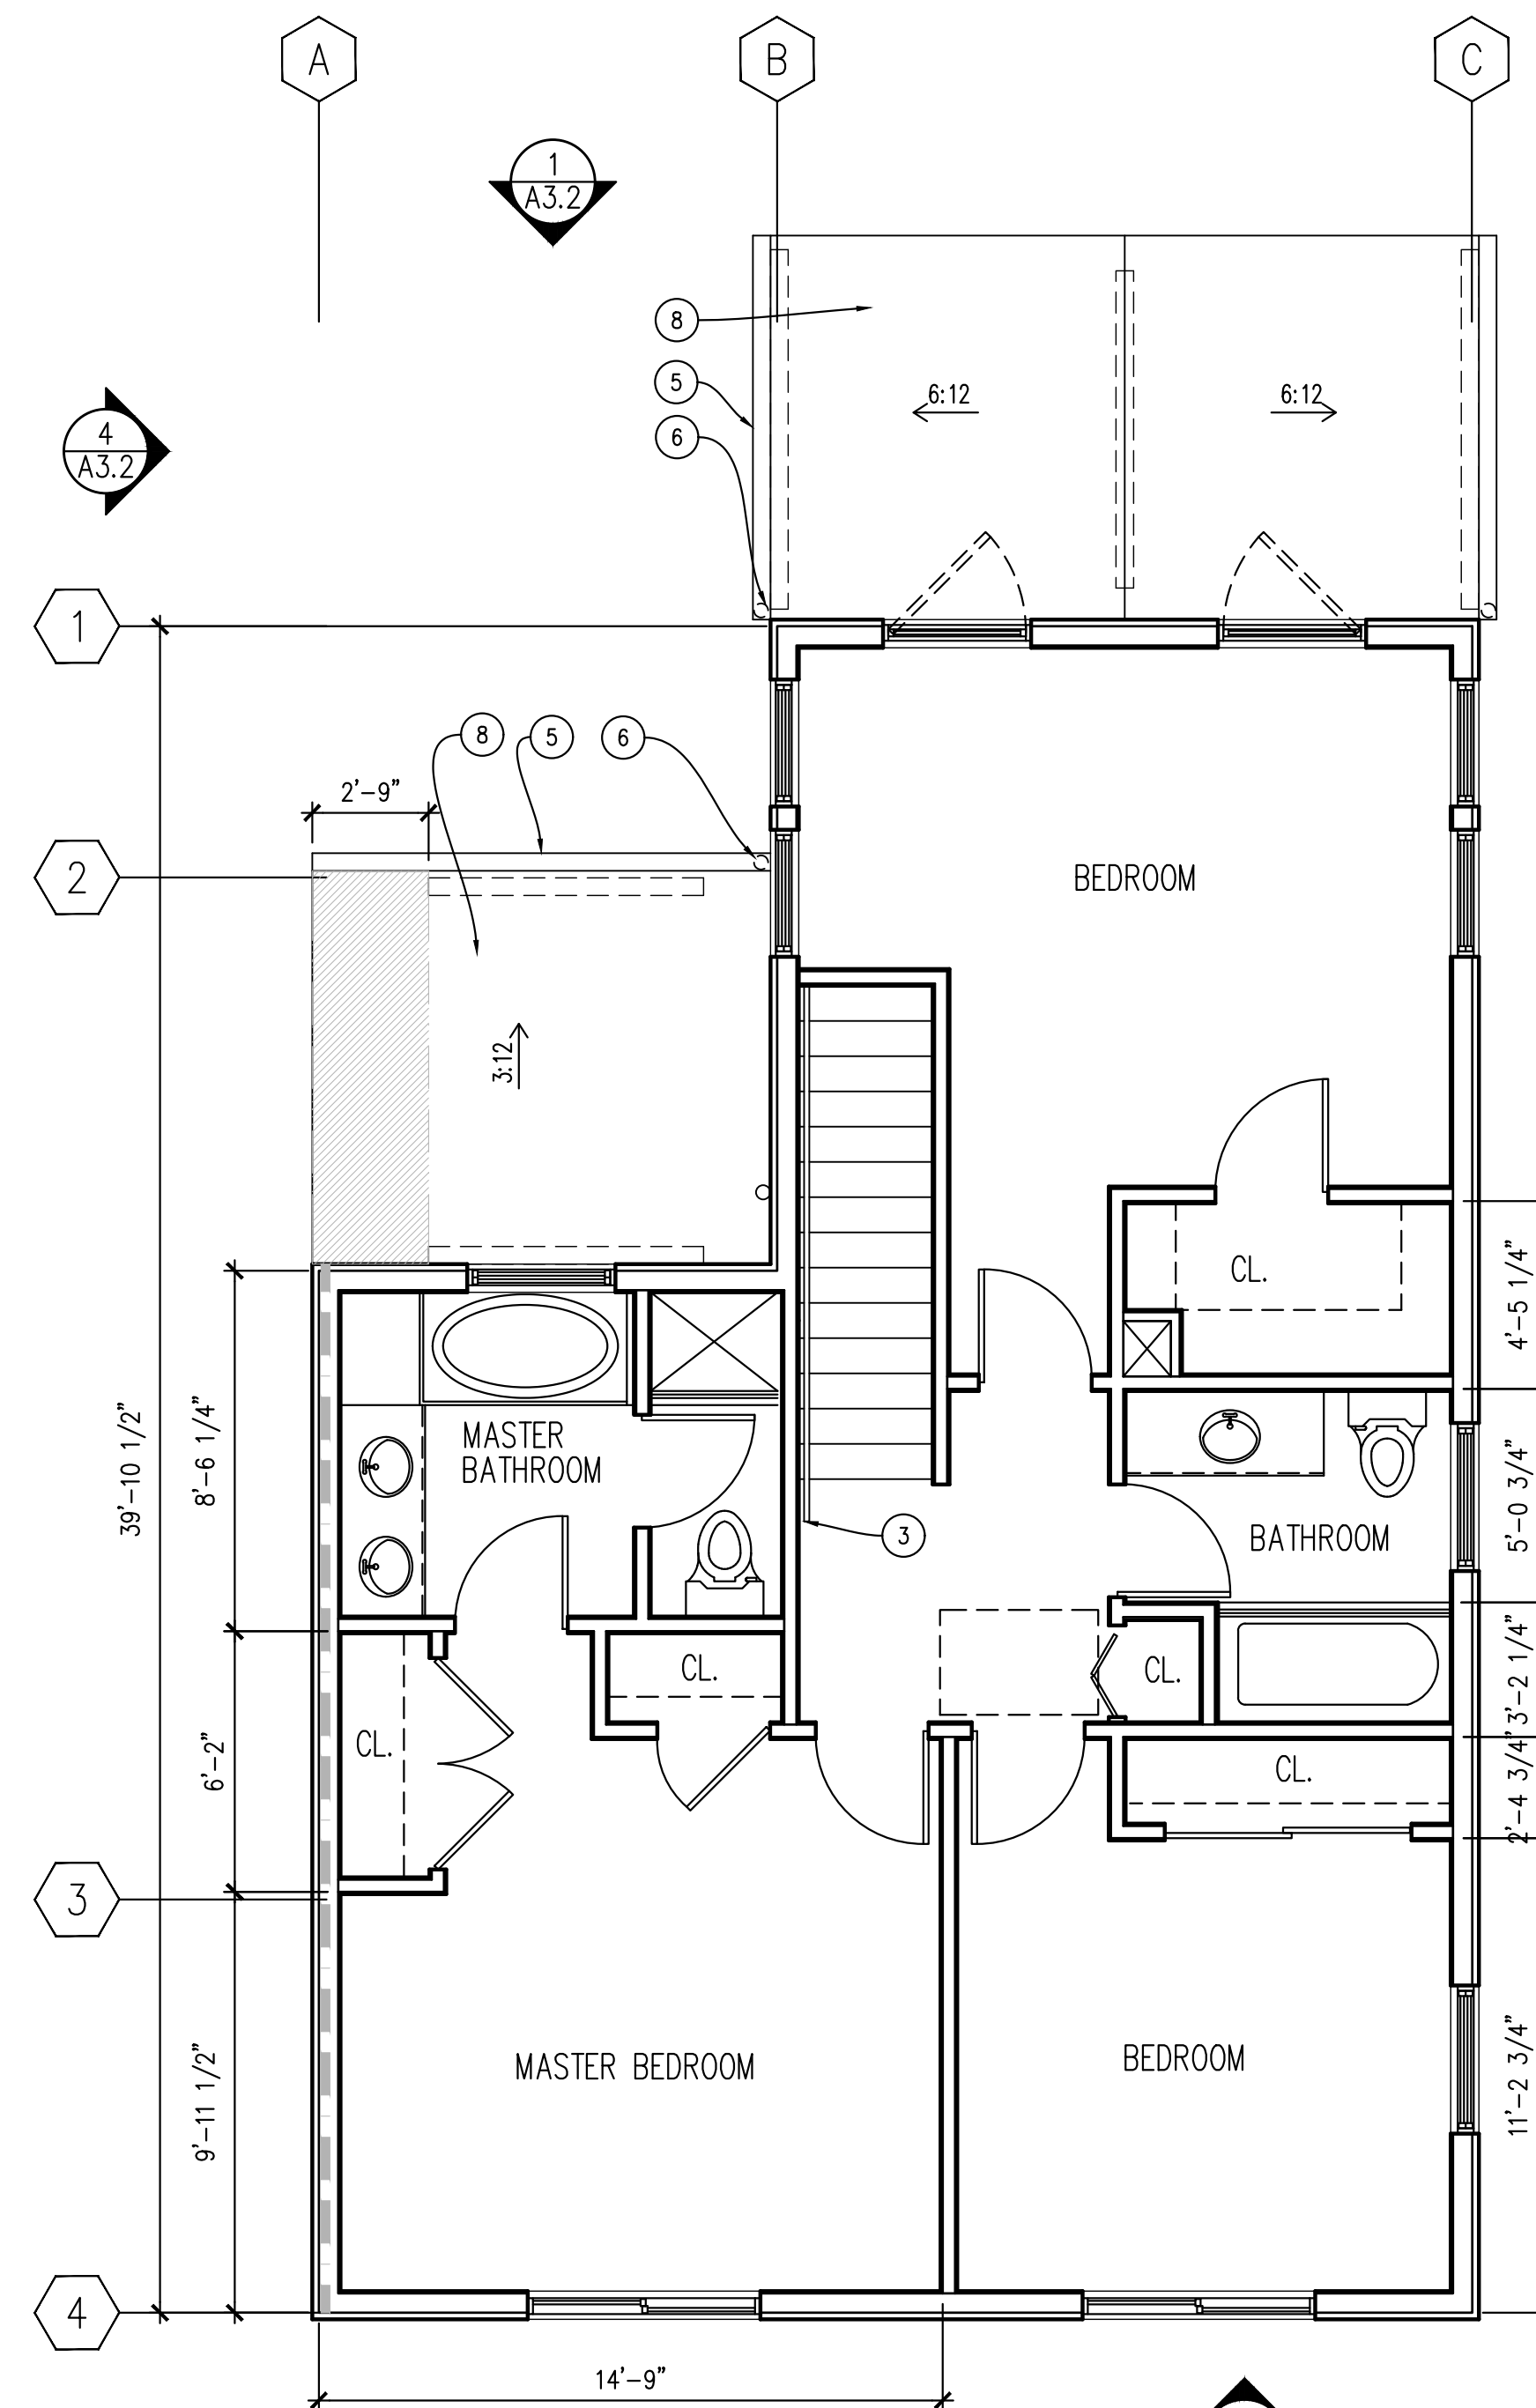 A
B
C
1
A3.2
8
5
6:12
6:12
6
4
A3.2
1
8
5
6
2'-9"
2
BEDROOM
3:12
CL.
4'-5 1/4"
39'-10 1/2"
8'-6 1/4"
MASTER
BATHROOM
3
BATHROOM
5'-0 3/4"
CL.
CL.
3'-2 1/4"
CL.
6'-2"
CL.
2'-4 3/4"
3
MASTER BEDROOM
BEDROOM
9'-11 1/2"
11'-2 3/4"
4
14'-9"